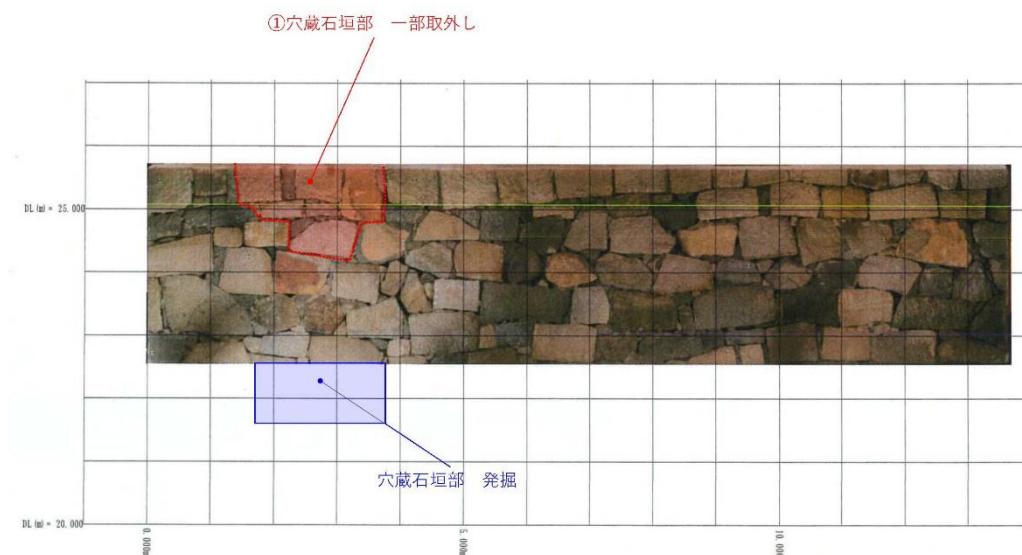 ①穴蔵石垣部　一部取外し
DL(m) = 25.000
穴蔵石垣部　発掘
DL(m) = 20.000
0.000m
5.000m
10.000m